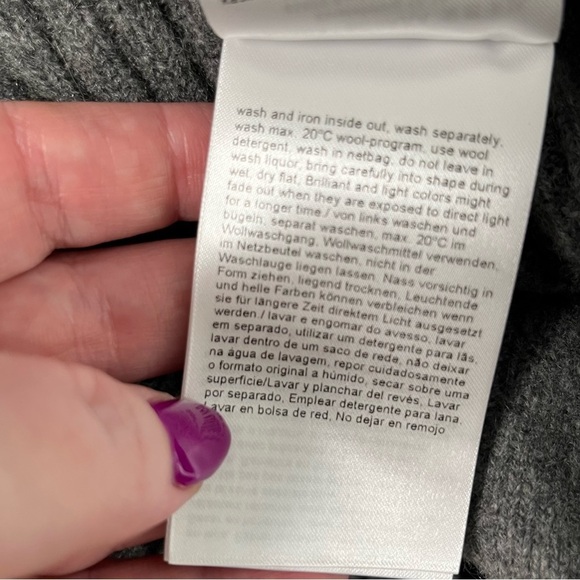 wash and iron inside out, wash separately,
wash max. 20°C wool-program, use wool
detergent, wash in netbag, do not leave in
wash liquor, bring carefully into shape during
wet, dry flat, Brilliant and light colors might
fade out when they are exposed to direct light
for a longer time / von links waschen und
bügeln, separat waschen, max. 20°C im
Wollwaschgang, Wollwaschmittel verwenden,
im Netzbeutel waschen, nicht in der
Waschlauge liegen lassen. Nass vorsichtig in
Form ziehen, liegend trocknen, Leuchtende
und helle Farben können verbleichen wenn
sie für längere Zeit direktem Licht ausgesetzt
werden / lavar e engomar do avesso, lavar
em separado, utilizar um detergente para lãs,
lavar dentro de um saco de rede, não deixar
na água de lavagem, repor cuidadosamente
o formato original a húmido, secar sobre uma
superficie/Lavar y planchar del revés, Lavar
por separado, Emplear detergente para lana,
Lavar en bolsa de red, No dejar en remojo